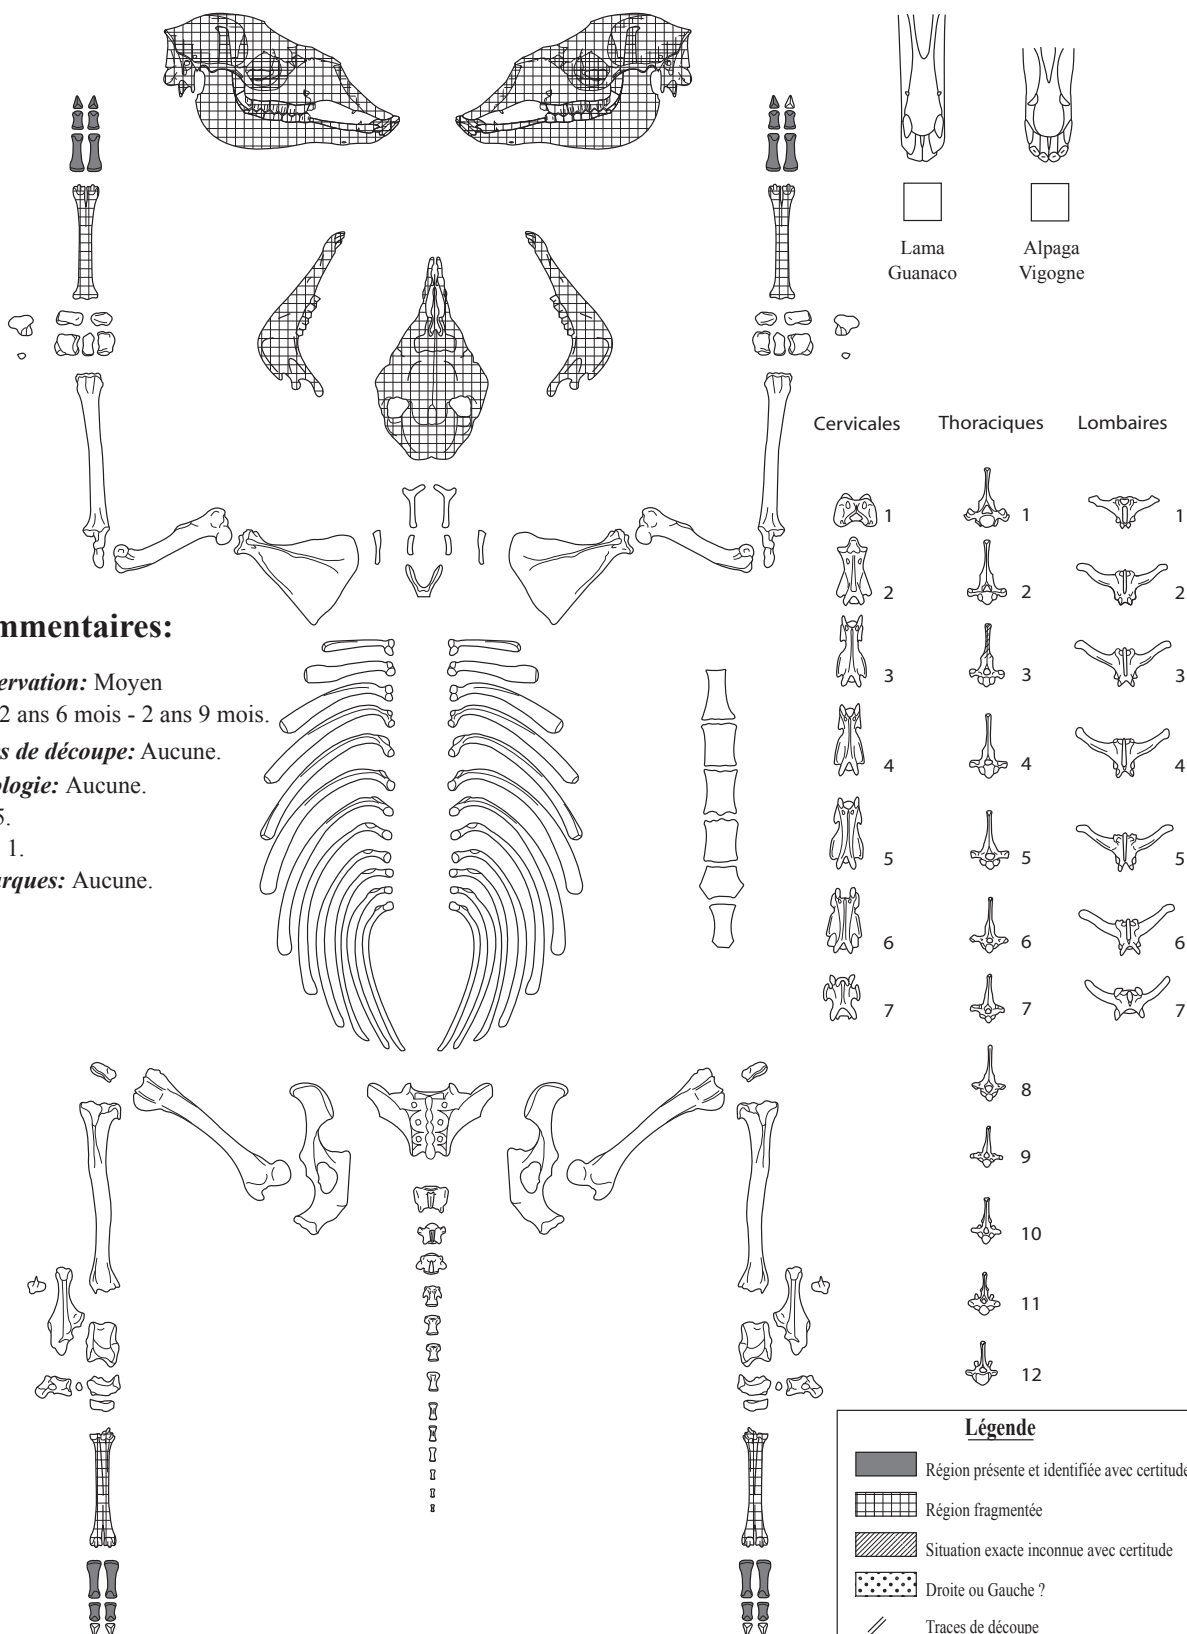 Lama
Guanaco
Alpaga
Vigogne
Cervicales
Thoraciques
Lombaires
1
2
3
4
5
6
7
1
2
3
4
5
6
7
8
9
10
11
12
1
2
3
4
5
6
7
mmentaires:
ervation: Moyen
2 ans 6 mois - 2 ans 9 mois.
s de découpe: Aucune.
ologie: Aucune.
5.
1.
arques: Aucune.
Légende
Région présente et identifiée avec certitude
Région fragmentée
Situation exacte inconnue avec certitude
Droite ou Gauche ?
Traces de découpe